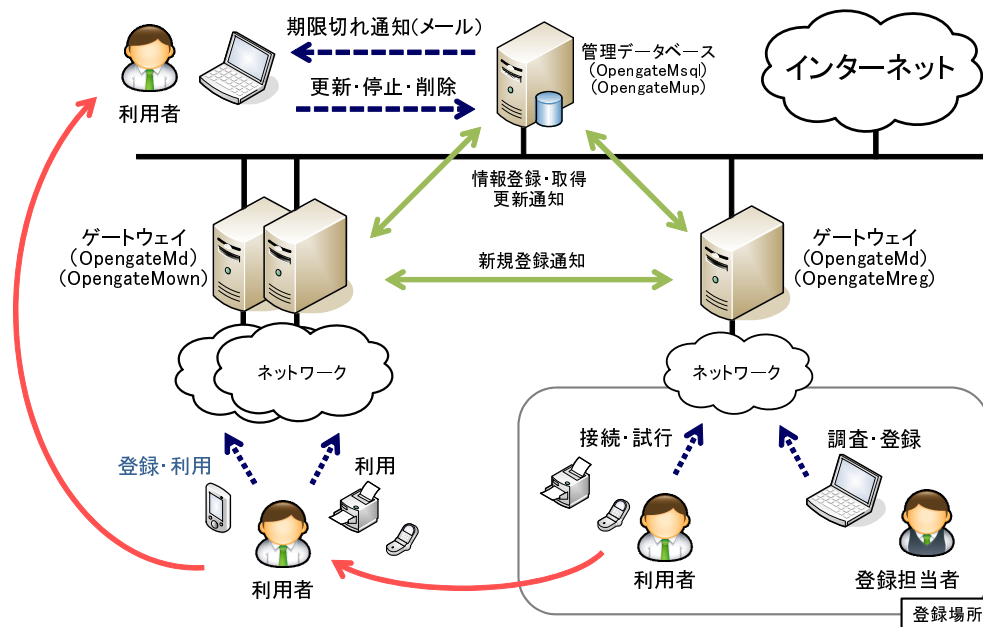 期限切れ通知(メール)
更新・停止・削除
利用者
管理データベース
(OpengateMsql)
(OpengateMup)
インターネット
情報登録・取得
更新通知
ゲートウェイ
(OpengateMd)
(OpengateMown)
新規登録通知
ゲートウェイ
(OpengateMd)
(OpengateMreg)
ネットワーク
ネットワーク
登録・利用
利用
利用者
接続・試行
調査・登録
利用者
登録担当者
登録場所